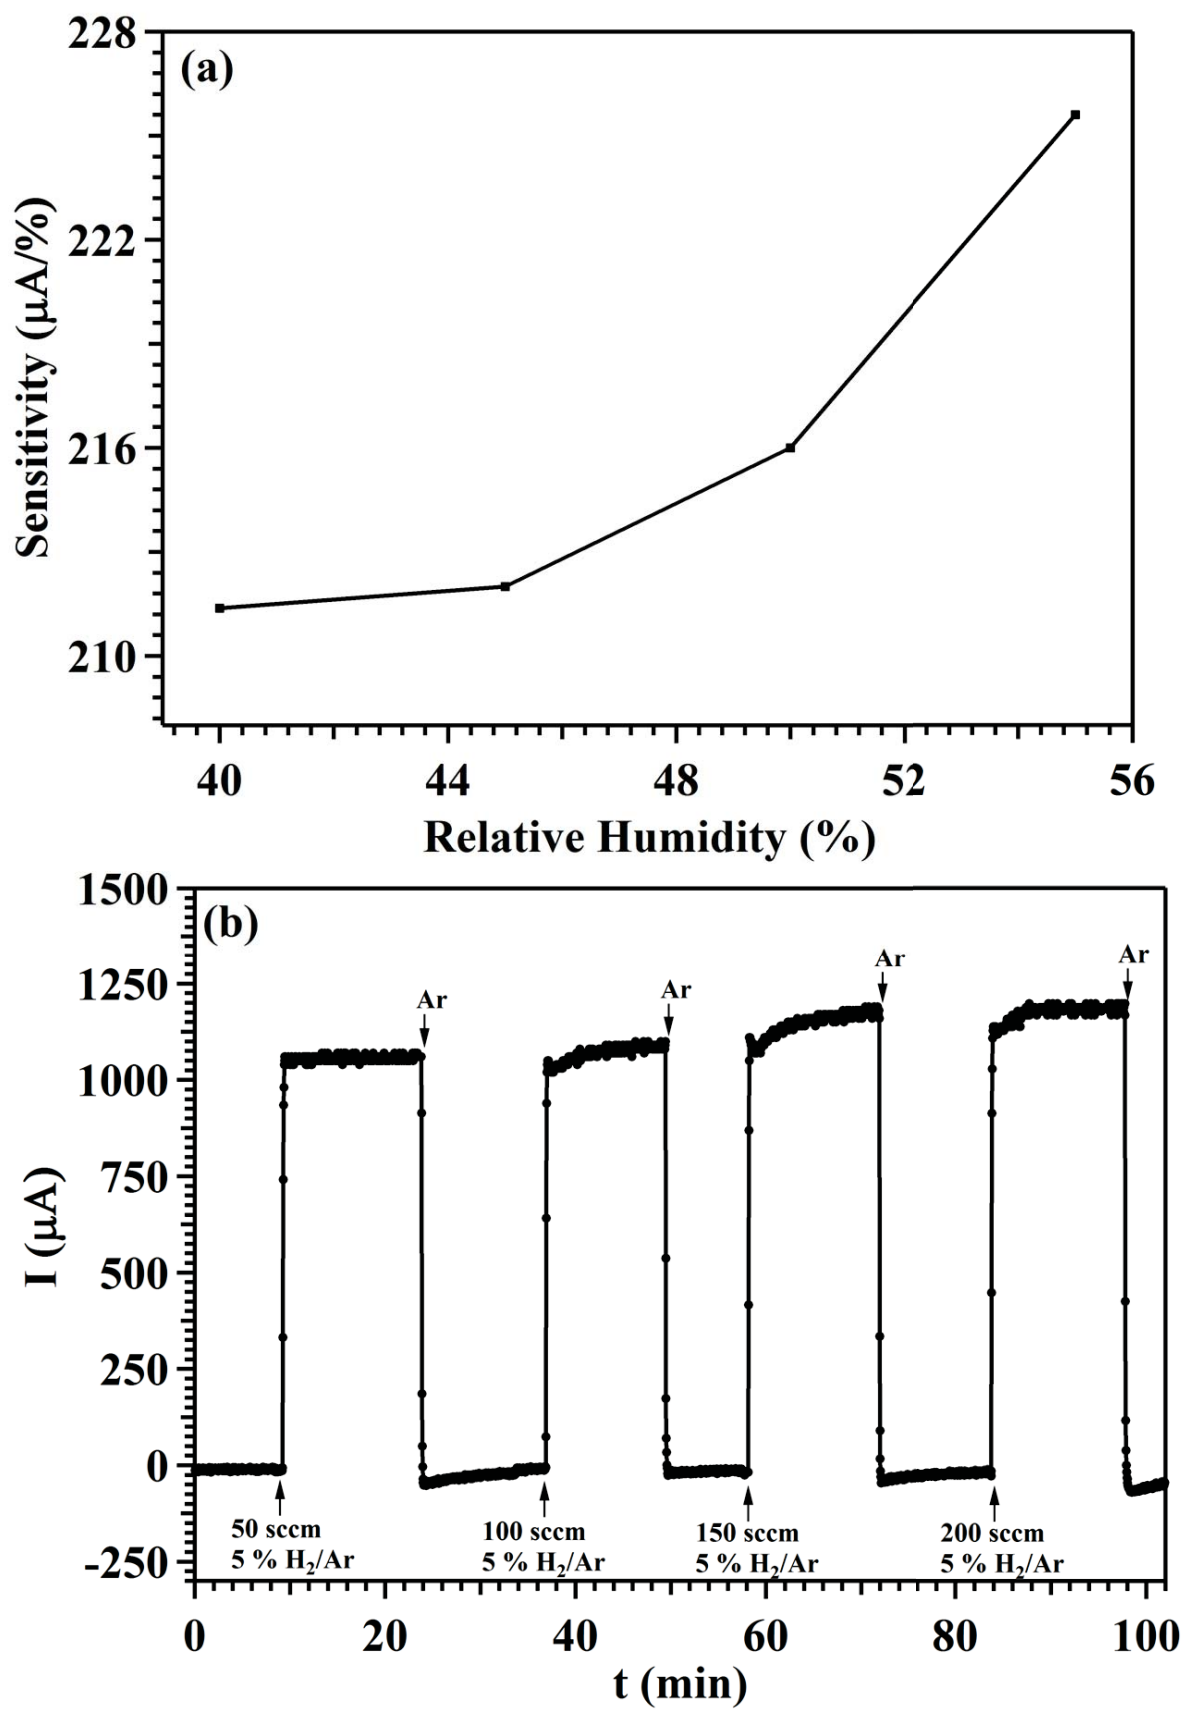 (a)
228
222
216
210
Sensitivity (µA/%)
40 44 48 52 56
Relative Humidity (%)
(b)
1500
1250
1000
750
500
250
0
-250
I (µA)
Ar
Ar
Ar
Ar
50 sccm
5 % H₂/Ar
100 sccm
5 % H₂/Ar
150 sccm
5 % H₂/Ar
200 sccm
5 % H₂/Ar
0 20 40 60 80 100
t (min)